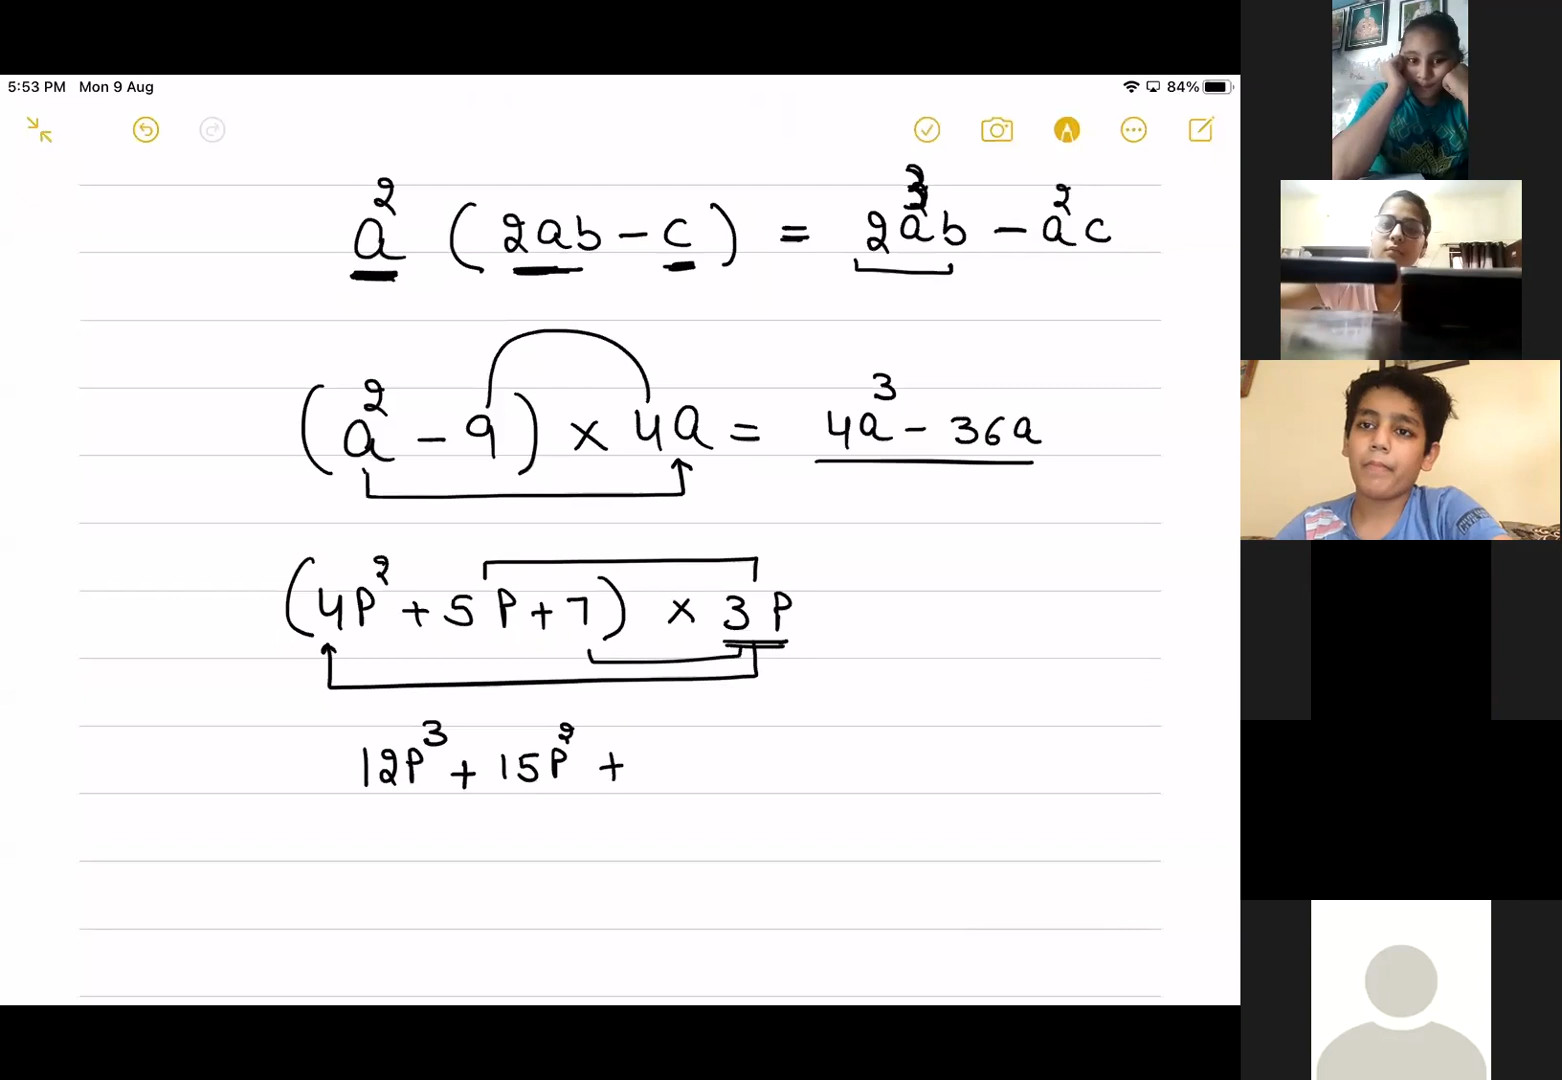 5:53 PM Mon 9 Aug 84%
a² (2ab - c) = 2a³b - a²c
(a² - 9) × 4a = 4a³ - 36a
(4p² + 5p + 7) × 3p
12p³ + 15p² +